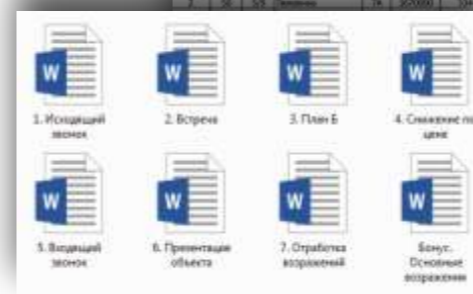 1. Исходящий
звонок
2. Встреча
3. План Б
4. Снижение по
цене
5. Входящий
звонок
6. Презентация
объекта
7. Отработка
возражений
Бонус.
Основные
возражения